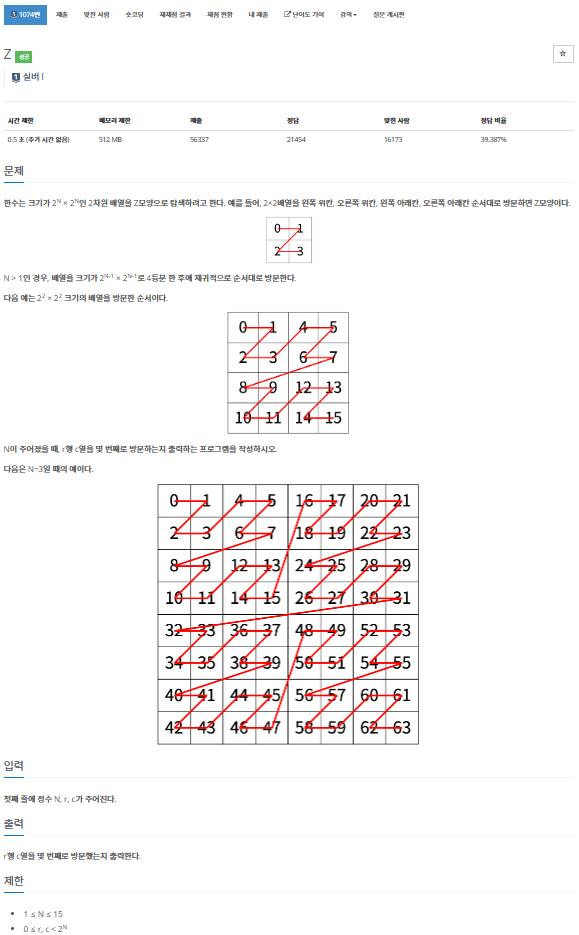 1074번 제출 맞힌 사람 숏코딩 재채점 결과 채점 현황 내 제출 난이도 기여 강의 질문 게시판
Z 성공
1 실버 I
시간 제한 메모리 제한 제출 정답 맞힌 사람 정답 비율
0.5 초 (추가 시간 없음) 512 MB 56337 21454 16173 39.387%
문제
한수는 크기가 2^N × 2^N인 2차원 배열을 Z모양으로 탐색하려고 한다. 예를 들어, 2×2배열을 왼쪽 위칸, 오른쪽 위칸, 왼쪽 아래칸, 오른쪽 아래칸 순서대로 방문하면 Z모양이다.
0 1
2 3
N > 1인 경우, 배열을 크기가 2^N-1 × 2^N-1로 4등분 한 후에 재귀적으로 순서대로 방문한다.
다음 예는 2^2 × 2^2 크기의 배열을 방문한 순서이다.
0 1 4 5
2 3 6 7
8 9 12 13
10 11 14 15
N이 주어졌을 때, r행 c열을 몇 번째로 방문하는지 출력하는 프로그램을 작성하시오.
다음은 N=3일 때의 예이다.
0 1 4 5 16 17 20 21
2 3 6 7 18 19 22 23
8 9 12 13 24 25 28 29
10 11 14 15 26 27 30 31
32 33 36 37 48 49 52 53
34 35 38 39 50 51 54 55
40 41 44 45 56 57 60 61
42 43 46 47 58 59 62 63
입력
첫째 줄에 정수 N, r, c가 주어진다.
출력
r행 c열을 몇 번째로 방문했는지 출력한다.
제한
1 ≤ N ≤ 15
0 ≤ r, c < 2^N